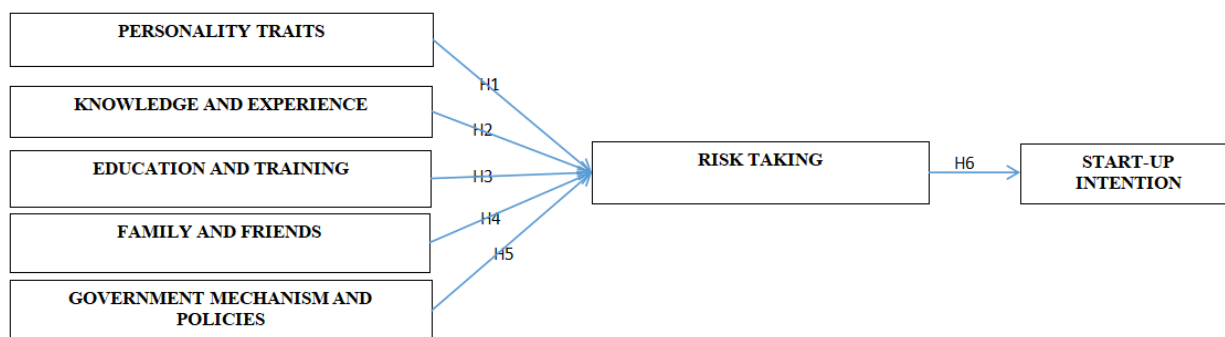 PERSONALITY TRAITS
H1
KNOWLEDGE AND EXPERIENCE
H2
EDUCATION AND TRAINING
H3
FAMILY AND FRIENDS
H4
GOVERNMENT MECHANISM AND
POLICIES
H5
RISK TAKING
H6
START-UP
INTENTION